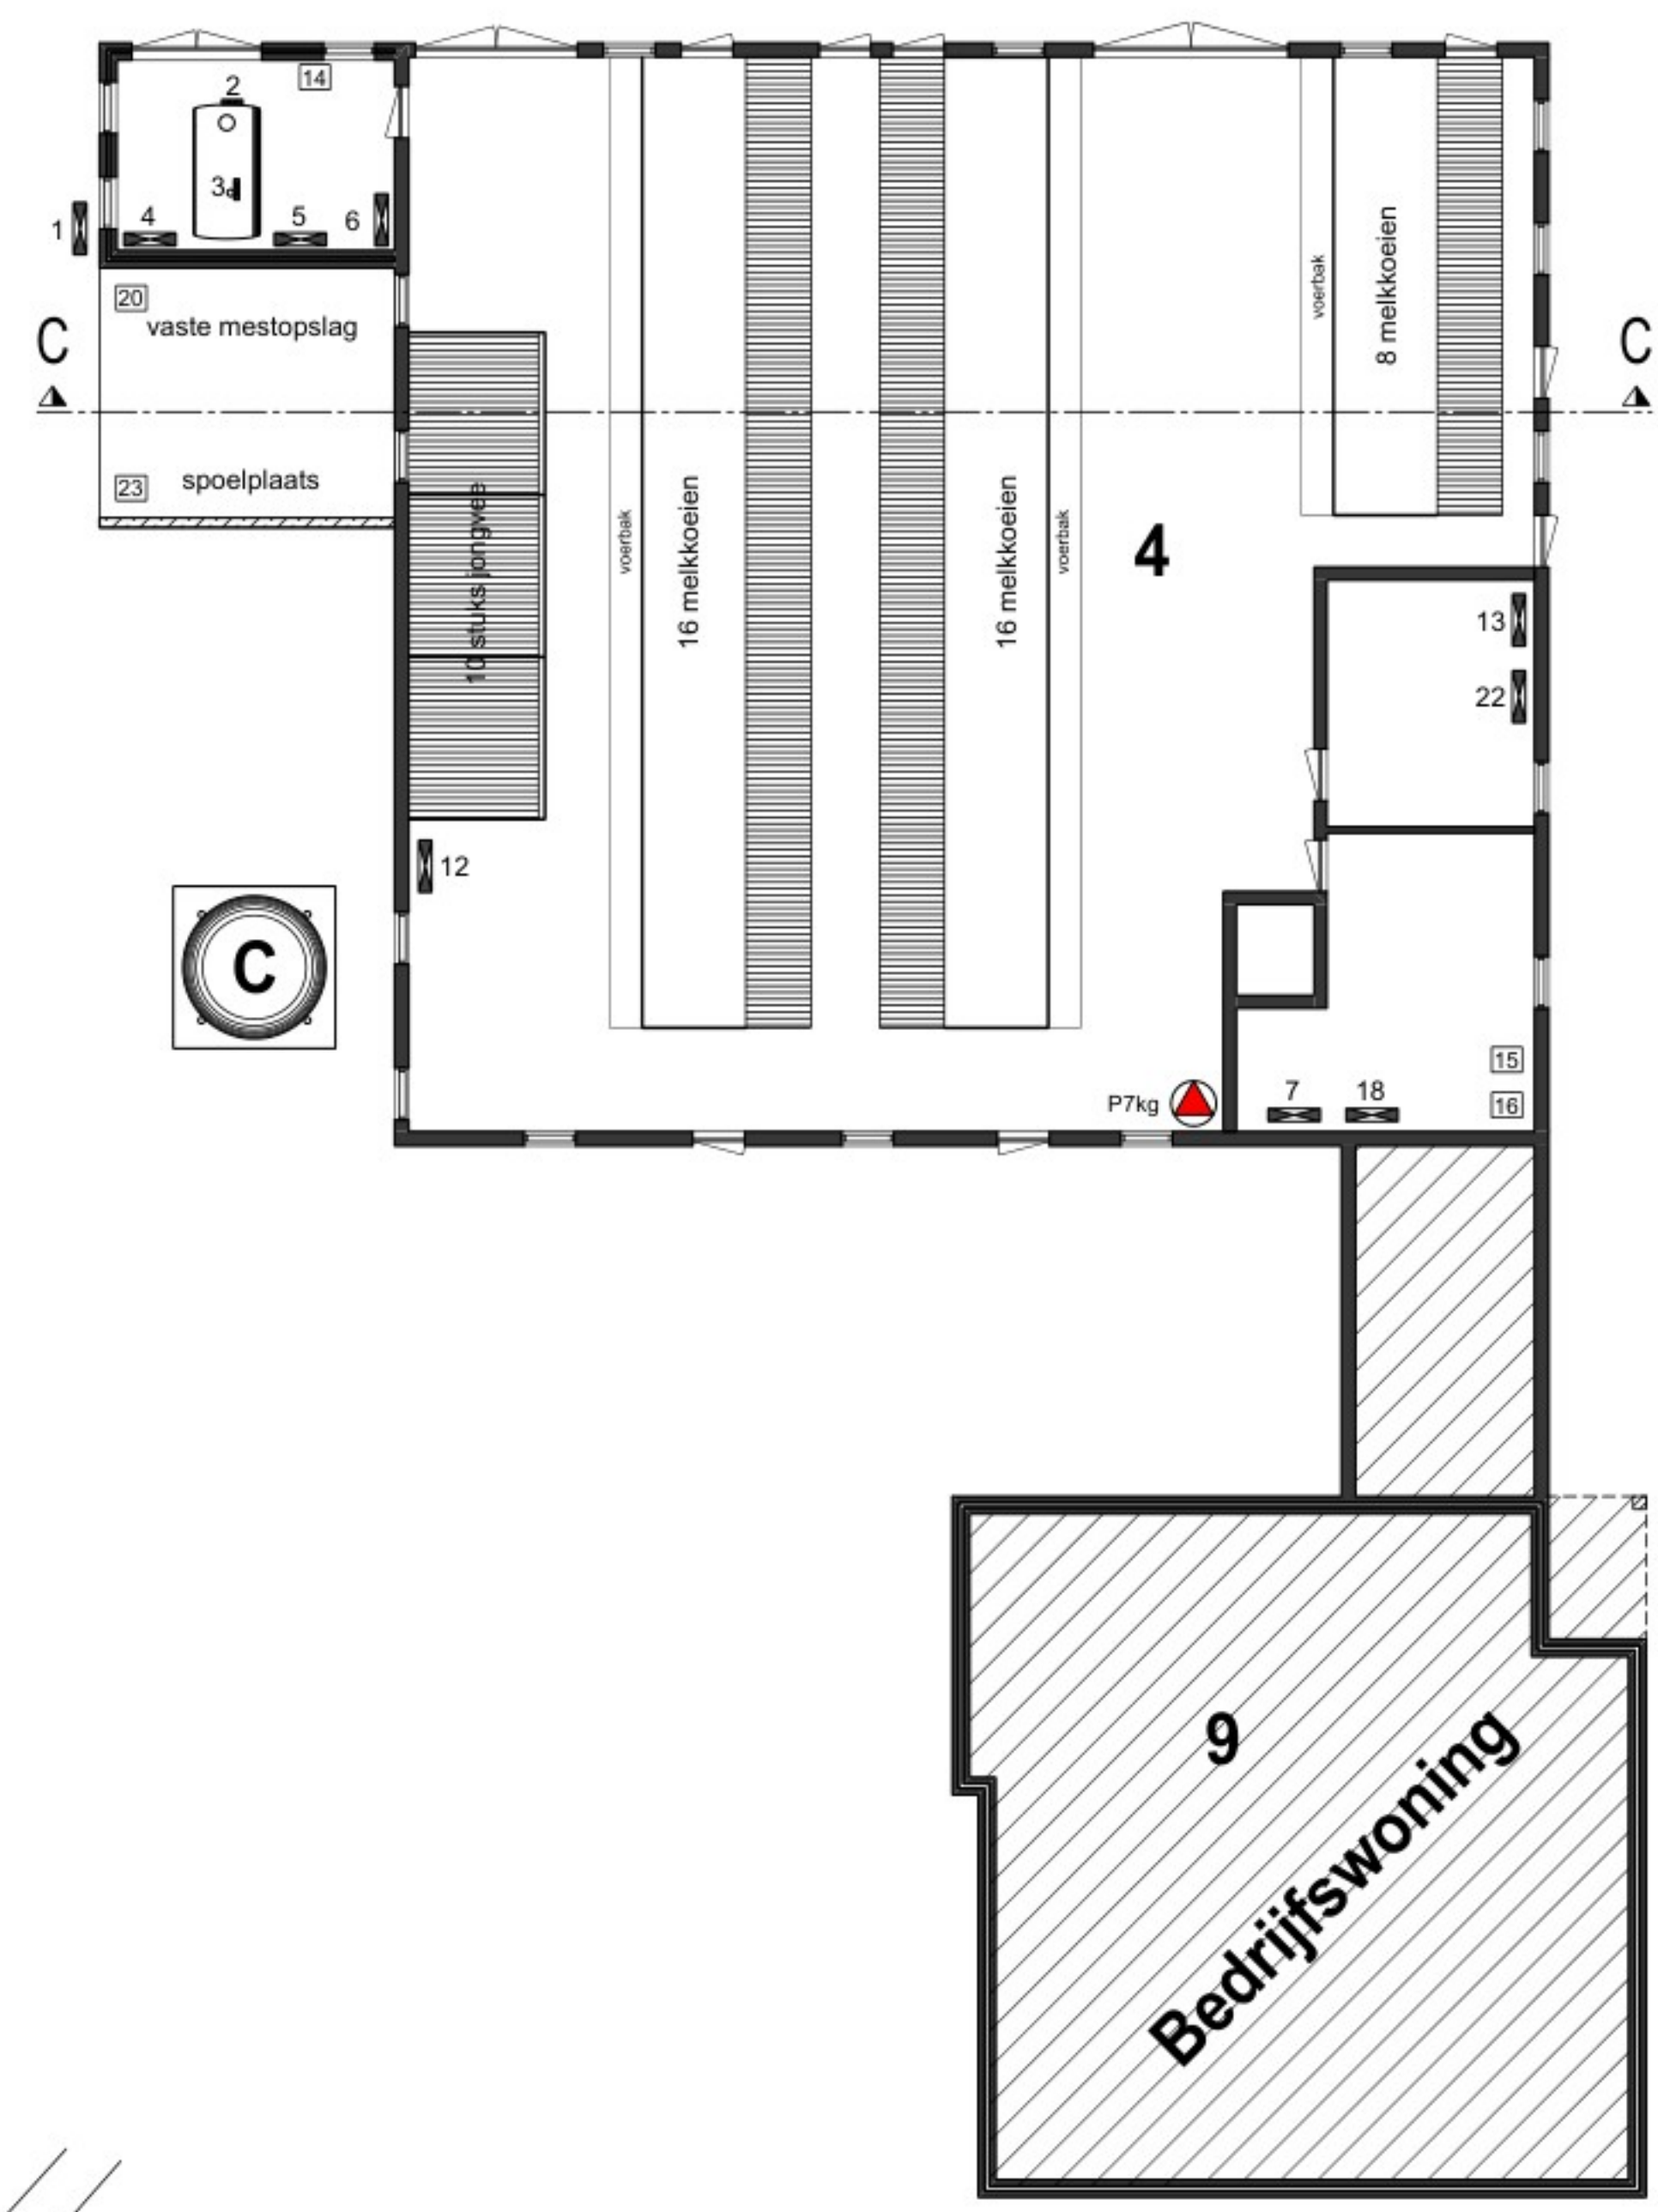 14
2
3
1
4
5
6
20
vaste mestopslag
C
C
23
spoelplaats
10 stuks jongvee
voerbak
16 melkkoeien
16 melkkoeien
voerbak
voerbak
8 melkkoeien
4
13
22
12
C
15
16
7
18
P7kg
9
Bedrijfswoning